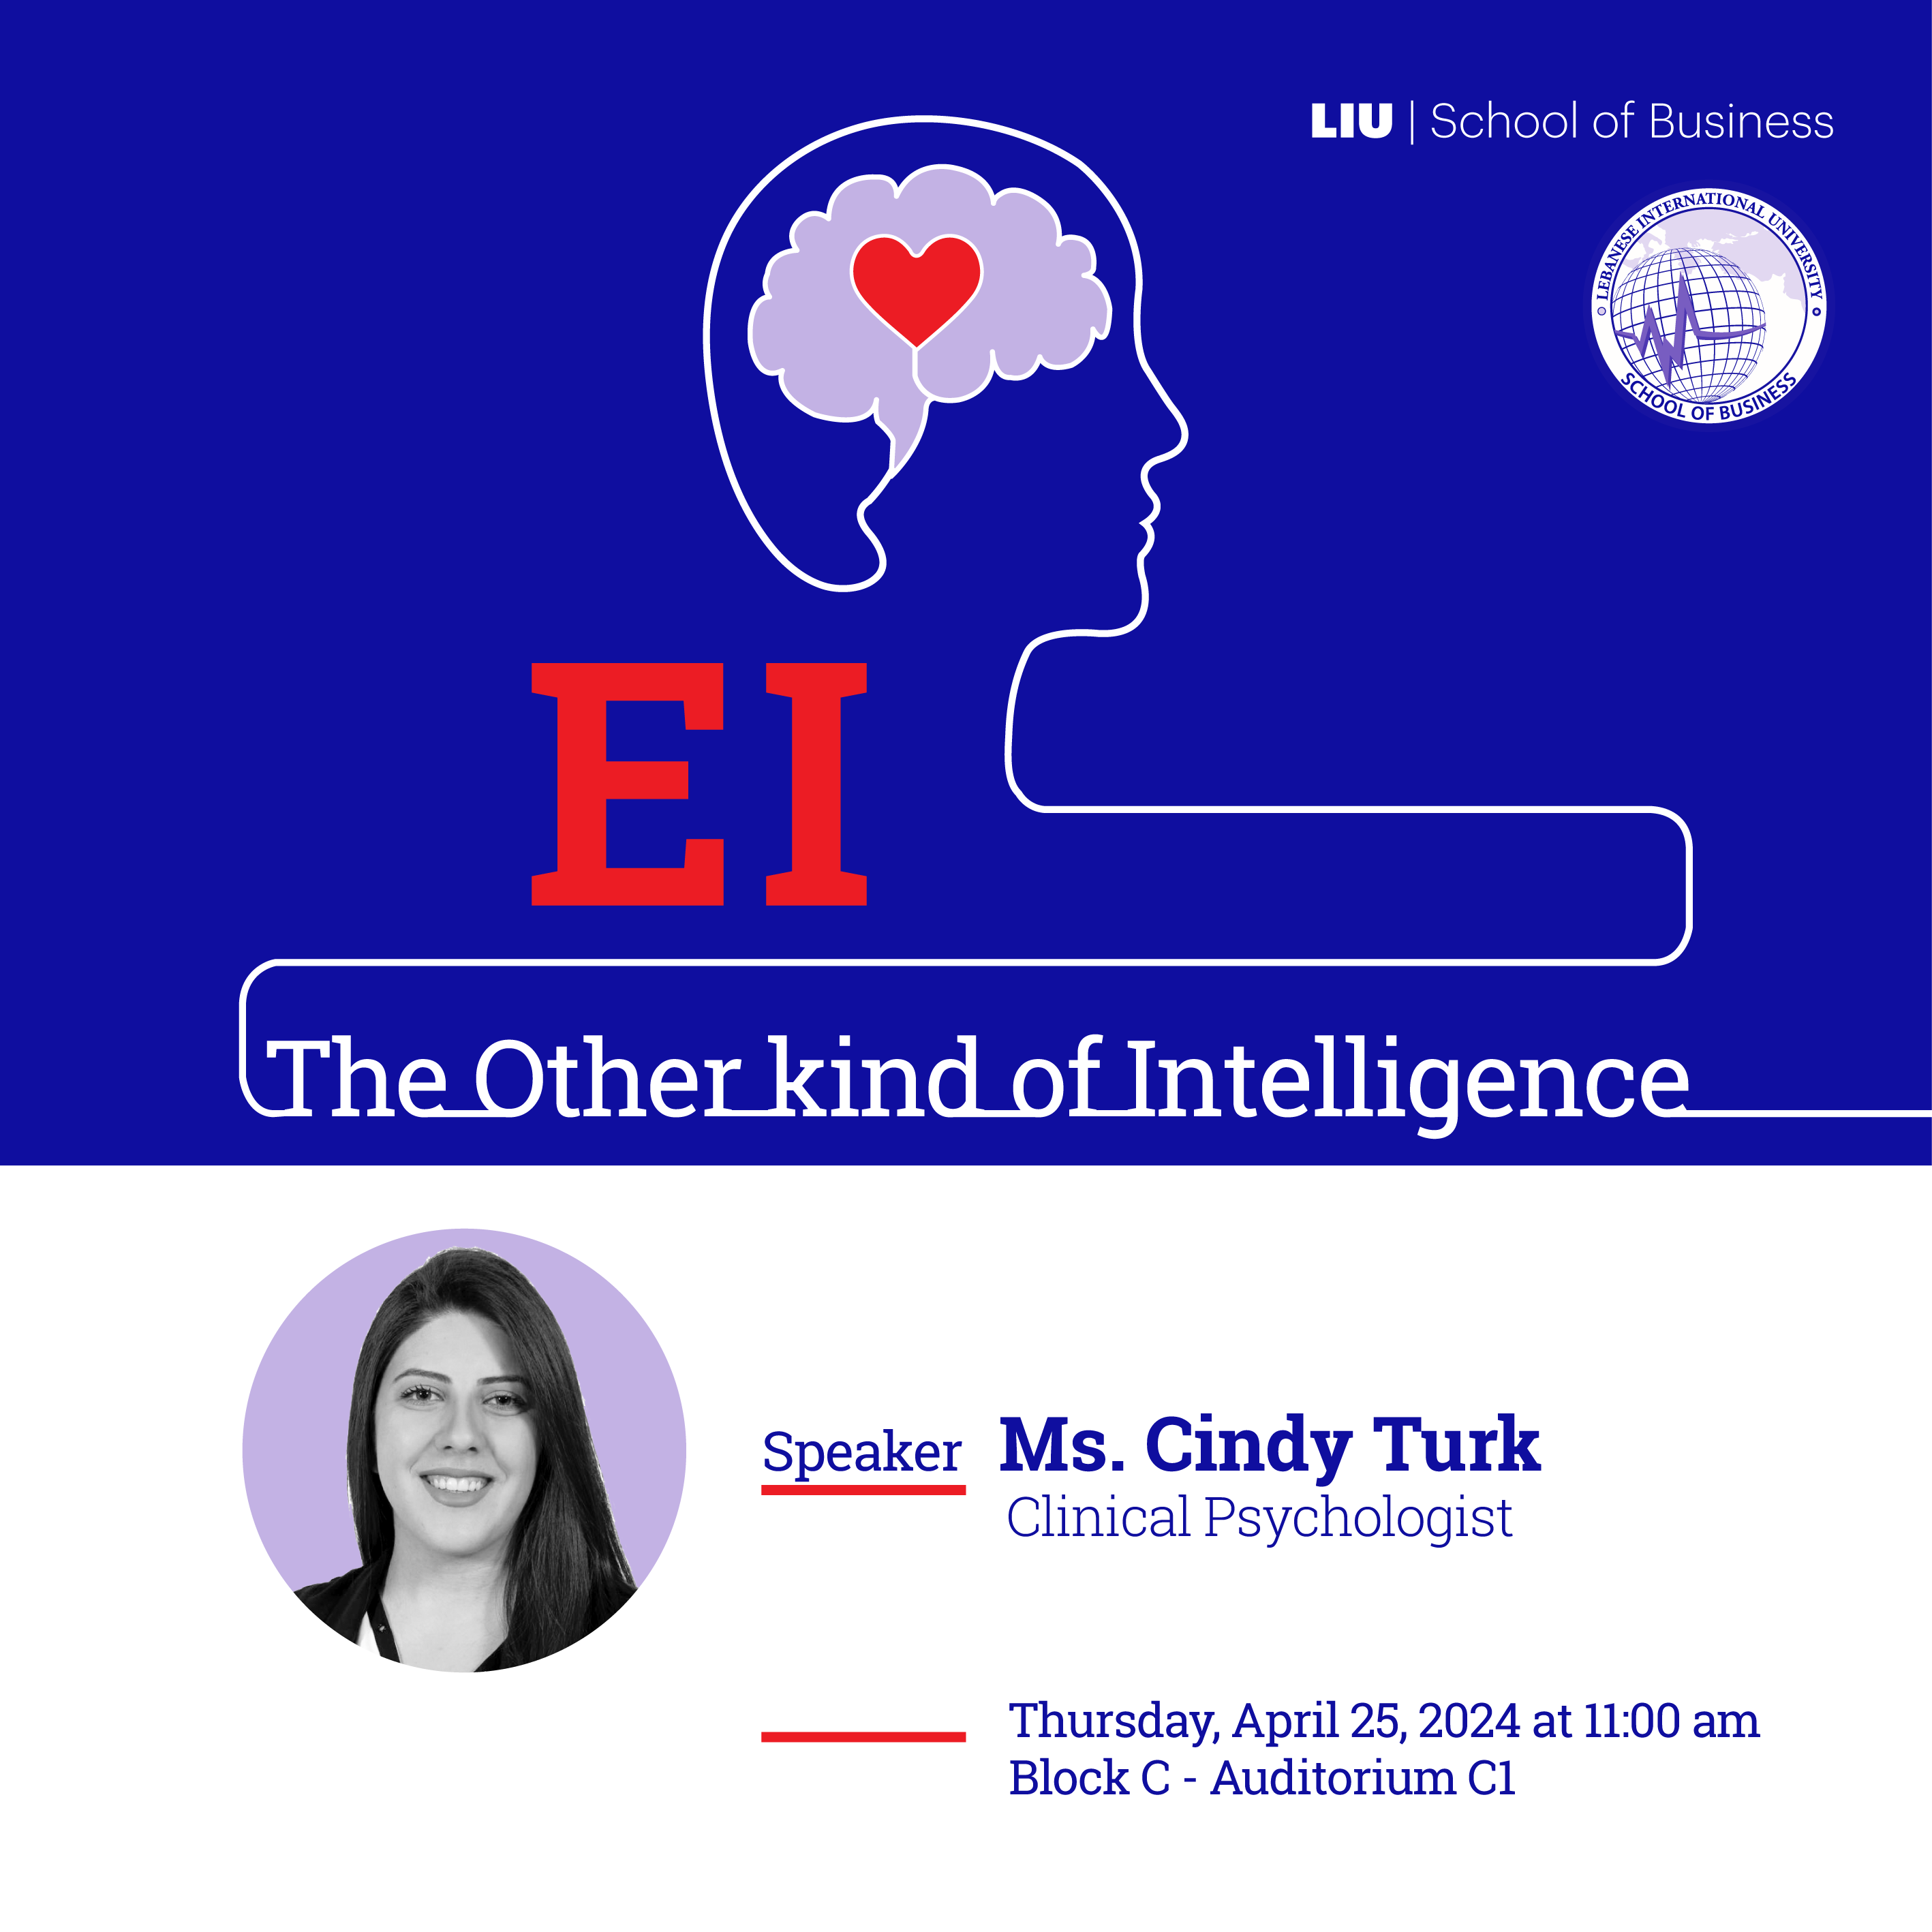 LIU | School of Business
LEBANESE INTERNATIONAL UNIVERSITY
SCHOOL OF BUSINESS
EI
The Other kind of Intelligence
Speaker Ms. Cindy Turk
Clinical Psychologist
Thursday, April 25, 2024 at 11:00 am
Block C - Auditorium C1